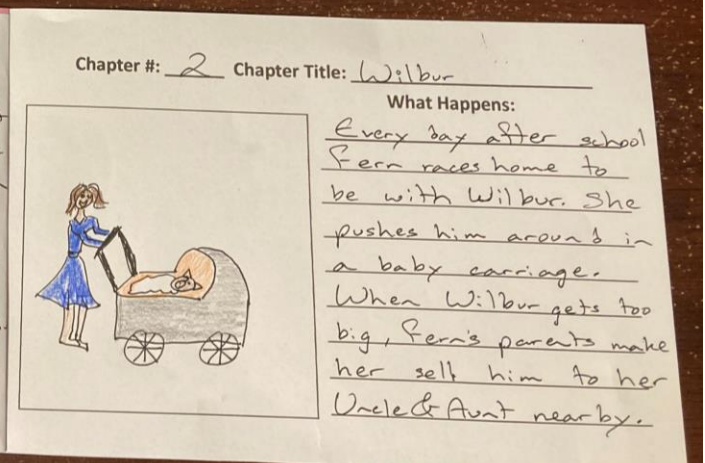 Chapter #: 2 Chapter Title: Wilbur
What Happens:
Every day after school
Fern races home to
be with Wilbur. She
pushes him around in
a baby carriage.
When Wilbur gets too
big, Fern's parents make
her sell him to her
Uncle & Aunt nearby.